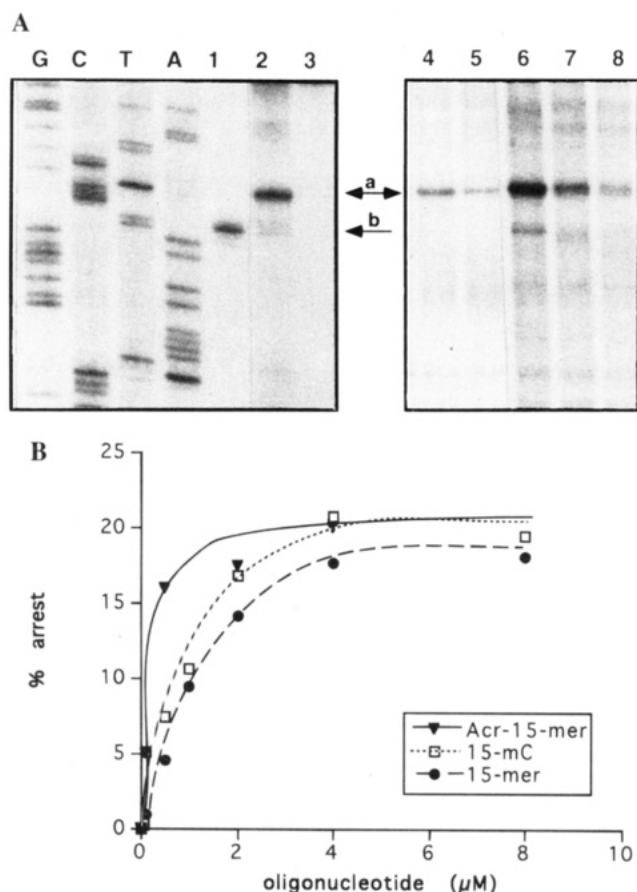 A
G C T A 1 2 3 4 5 6 7 8
a
b
B
25
20
15
10
5
0
% arrest
Acr-15-mer
15-mC
15-mer
0 2 4 6 8 10
oligonucleotide (μM)